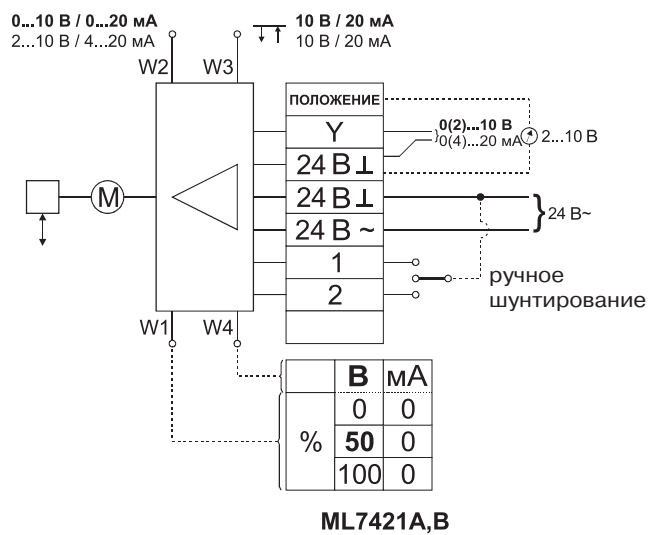 0...10 В / 0...20 мА
2...10 В / 4...20 мА
10 В / 20 мА
10 В / 20 мА
W2
W3
ПОЛОЖЕНИЕ
Y
0(2)...10 В
0(4)...20 мА
2...10 В
24 В⊥
24 В⊥
24 В ~
24 В~
M
1
2
ручное
шунтирование
W1
W4
В мА
0 0
% 50 0
100 0
ML7421A,B